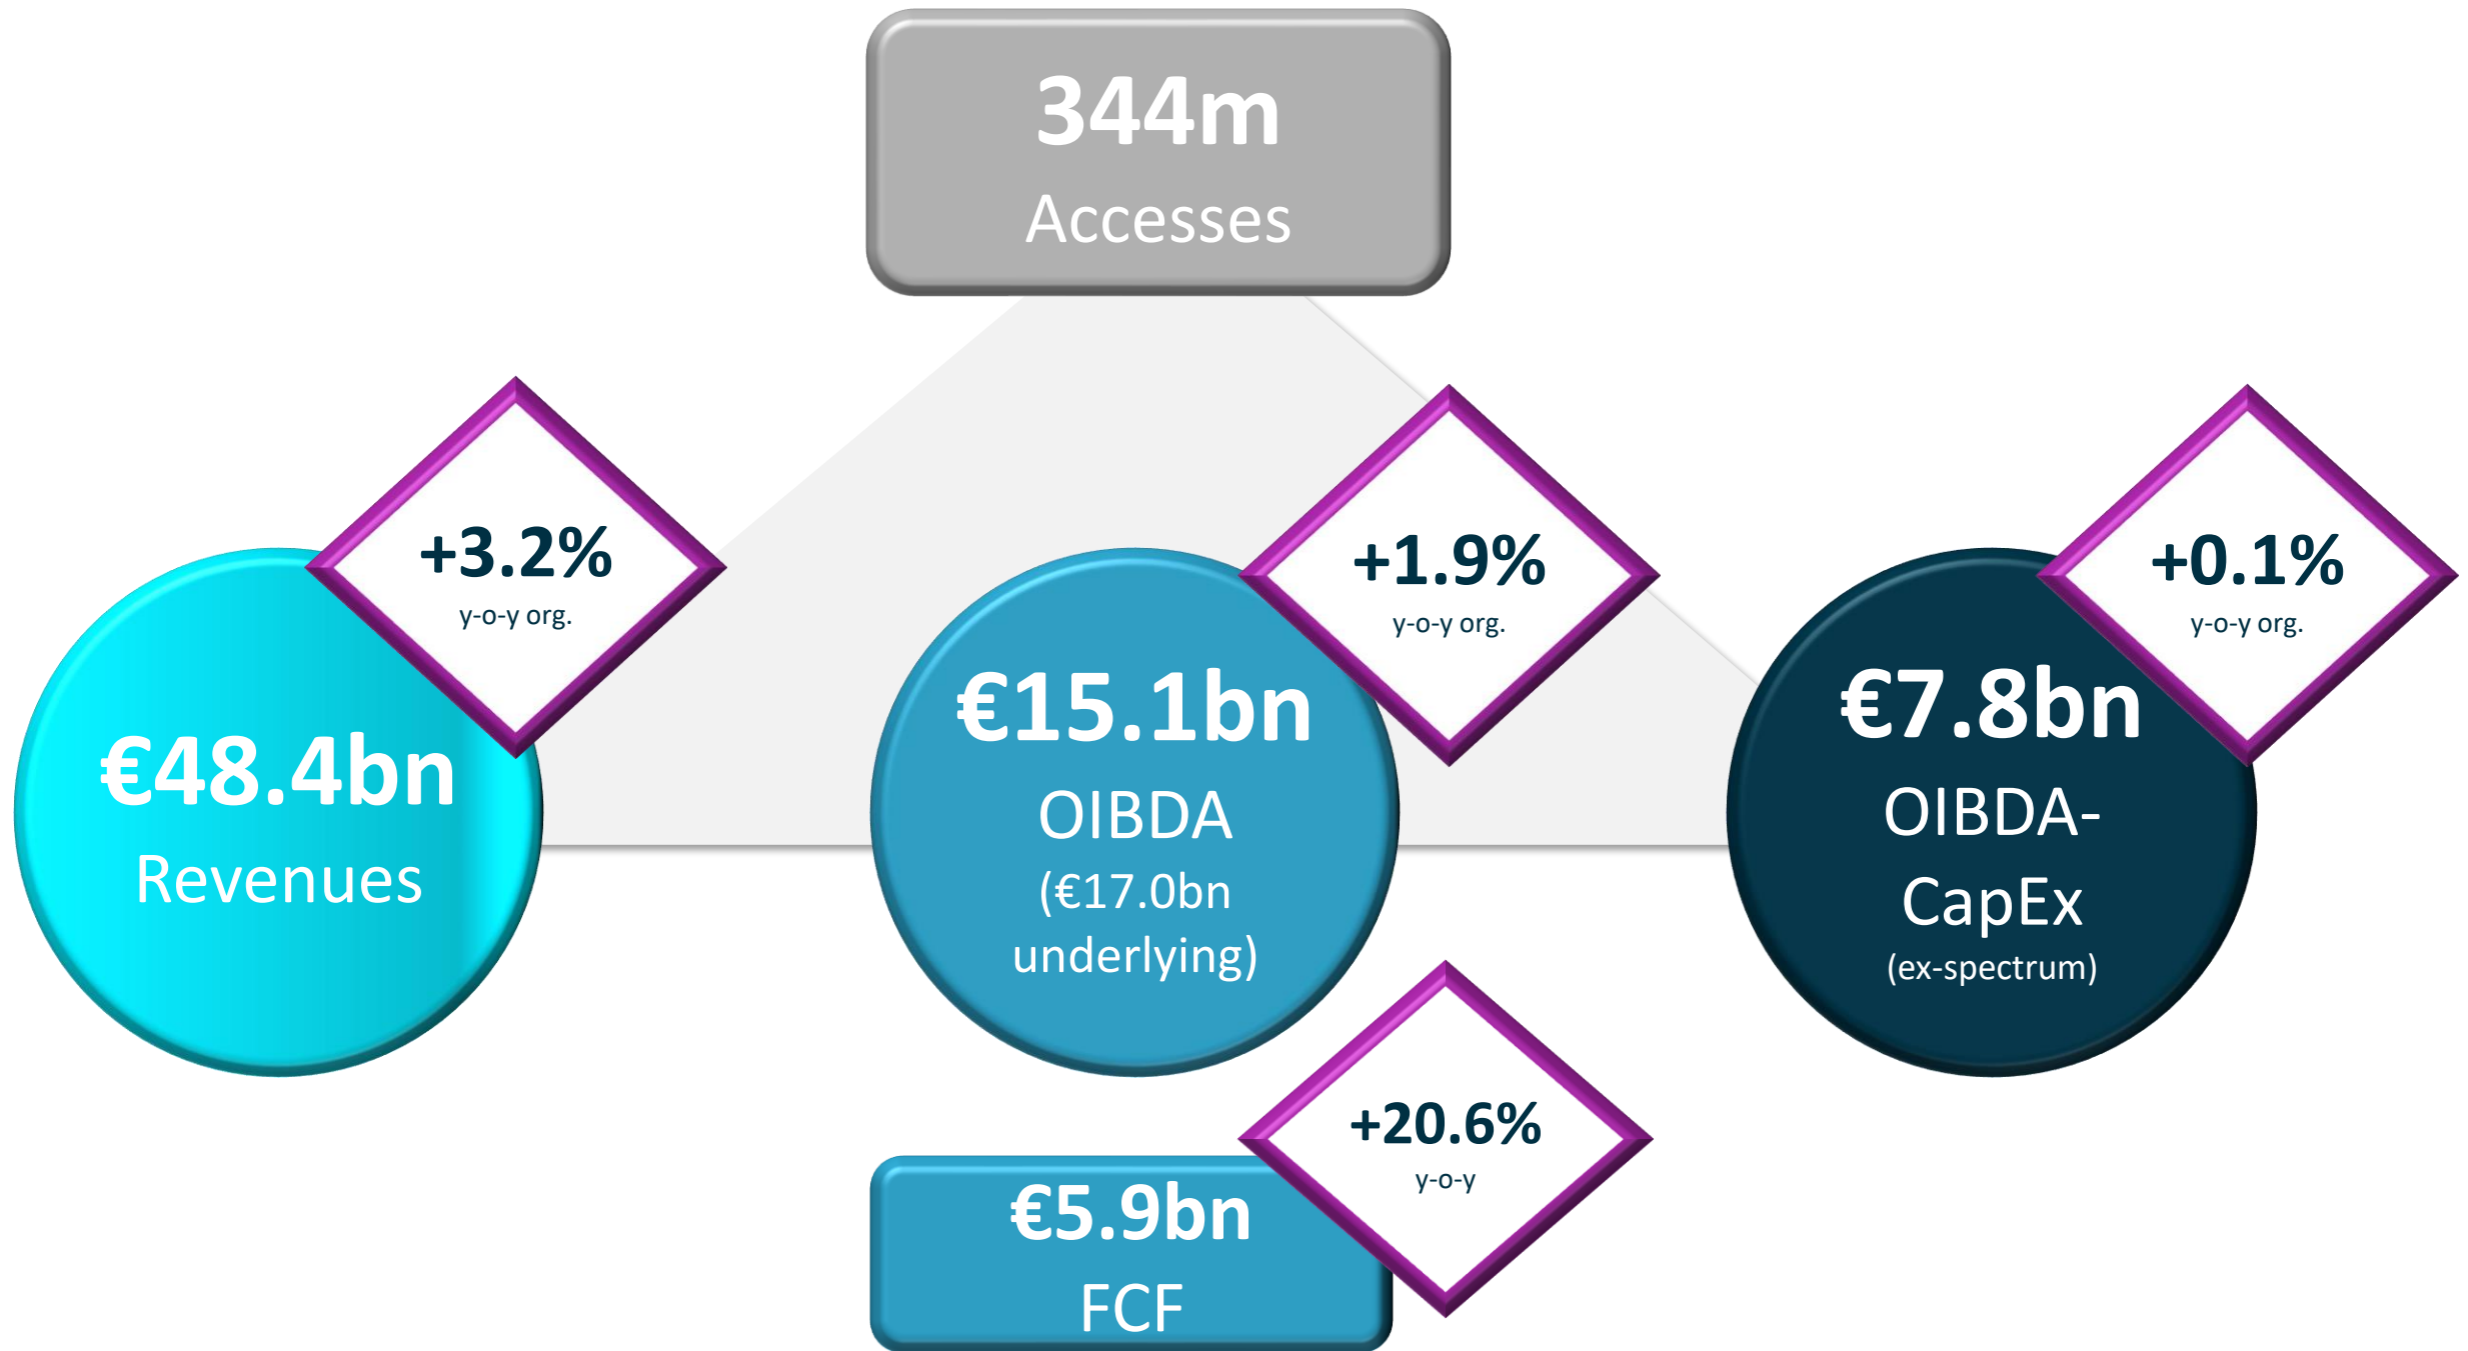 344m
Accesses
+3.2%
y-o-y org.
€48.4bn
Revenues
+1.9%
y-o-y org.
€15.1bn
OIBDA
(€17.0bn
underlying)
+0.1%
y-o-y org.
€7.8bn
OIBDA-
CapEx
(ex-spectrum)
+20.6%
y-o-y
€5.9bn
FCF